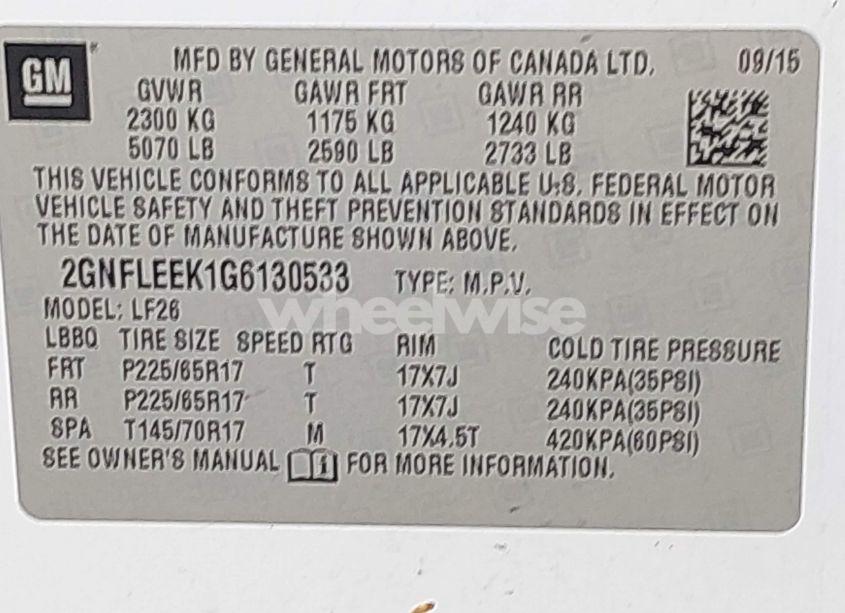 GM MFD BY GENERAL MOTORS OF CANADA LTD. 09/15
GVWR GAWR FRT GAWR RR
2300 KG 1175 KG 1240 KG
5070 LB 2590 LB 2733 LB
THIS VEHICLE CONFORMS TO ALL APPLICABLE U.S. FEDERAL MOTOR
VEHICLE SAFETY AND THEFT PREVENTION STANDARDS IN EFFECT ON
THE DATE OF MANUFACTURE SHOWN ABOVE.
2GNFLEEK1G6130533 TYPE: M.P.V.
MODEL: LF26
wheelwise
LBBQ TIRE SIZE SPEED RTG RIM COLD TIRE PRESSURE
FRT P225/65R17 T 17X7J 240KPA(35PSI)
RR P225/65R17 T 17X7J 240KPA(35PSI)
SPA T145/70R17 M 17X4.5T 420KPA(60PSI)
SEE OWNER'S MANUAL i FOR MORE INFORMATION.